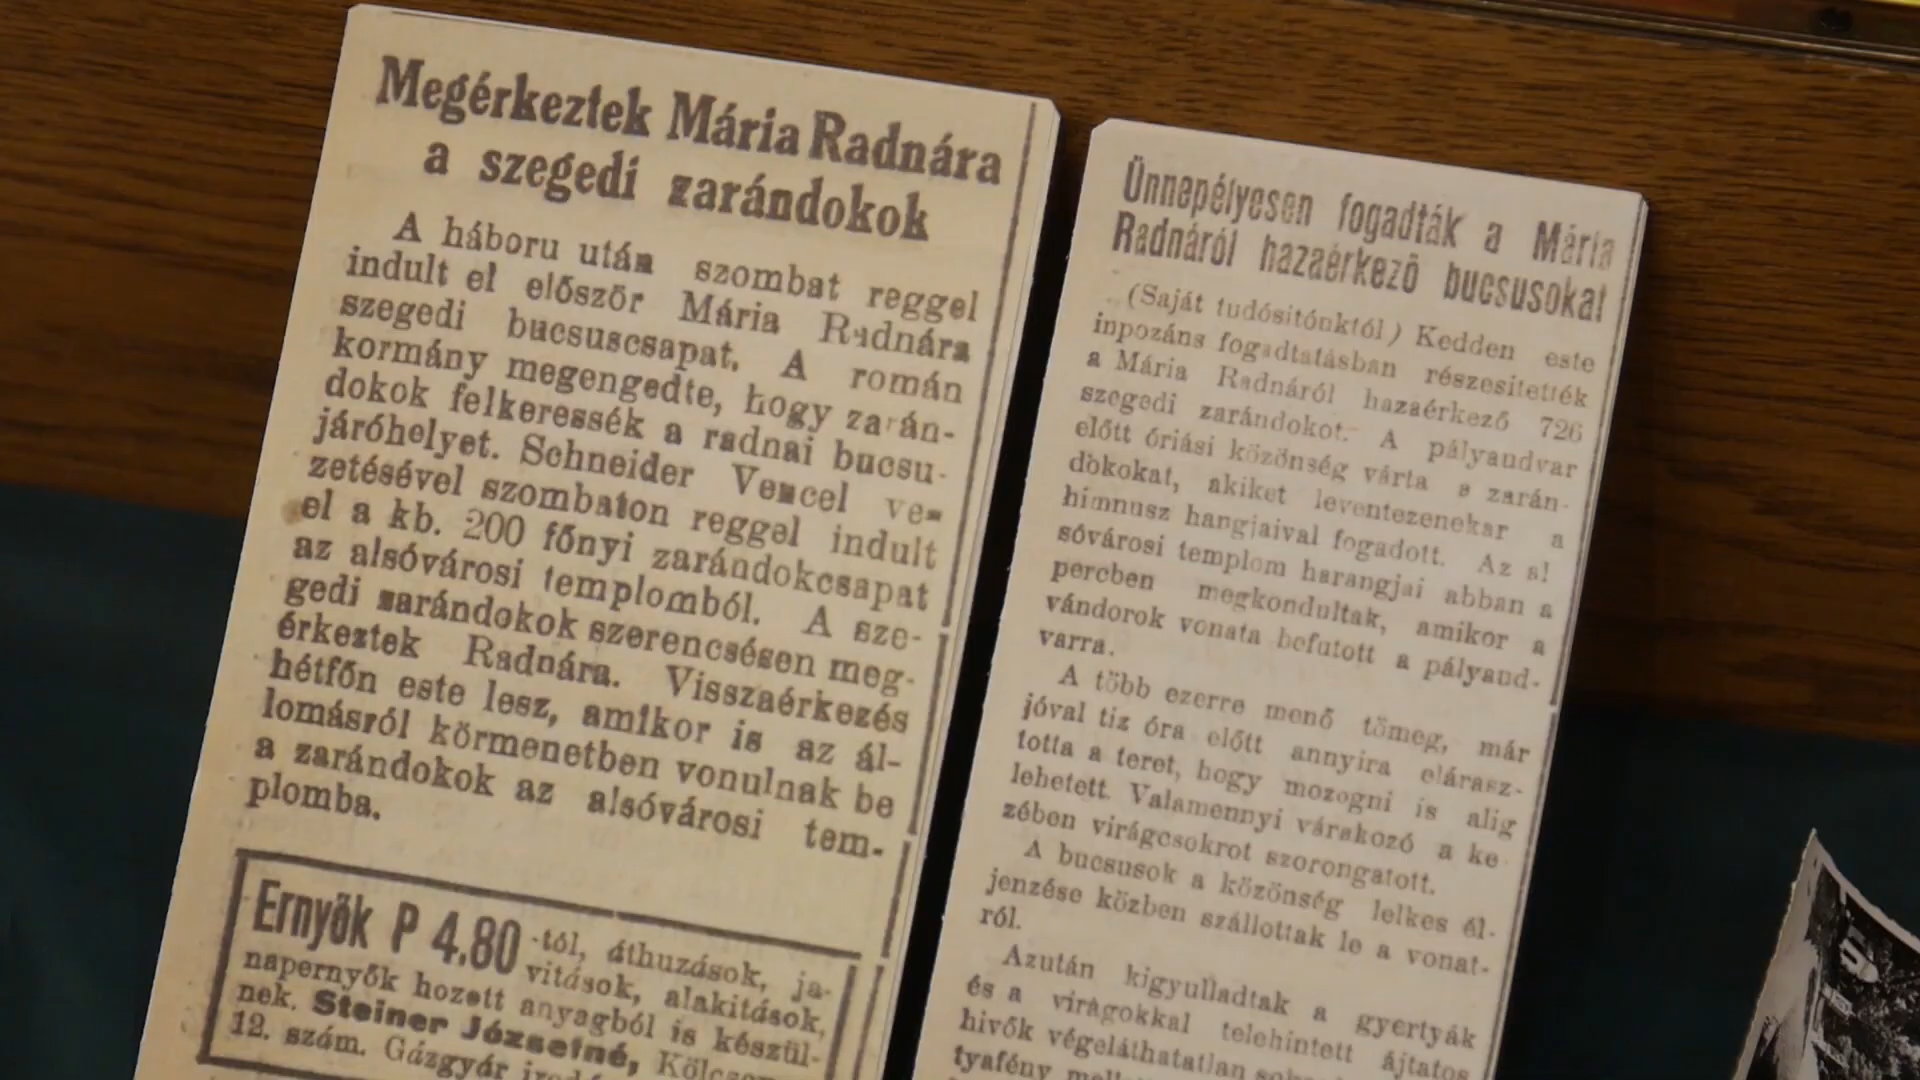 Megérkeztek Mária Radnára
a szegedi zarándokok
A háboru után szombat reggel
indult el először Mária Radnára
szegedi bucsuscsapat. A román
kormány megengedte, hogy zarán-
dokok felkeressék a radnai bucsu-
járóhelyet. Schneider Vencel ve-
zetésével szombaton reggel indult
el a kb. 200 főnyi zarándokcsapat
az alsóvárosi templomból. A sze-
gedi zarándokok szerencsésen meg-
érkeztek Radnára. Visszaérkezés
hétfőn este lesz, amikor is az ál-
lomásról körmenetben vonulnak be
a zarándokok az alsóvárosi tem-
plomba.
Ernyők P 4.80 -tól, áthuzások, ja-
vitások, alakitások,
napernyők hozott anyagból is készül-
nek. Steiner Józsefné,
12. szám. Gázgyár
Ünnepélyesen fogadták a Mária
Radnáról hazaérkező bucsusokat
(Saját tudósitónktól) Kedden este
inpozáns fogadtatásban részesitették
a Mária Radnáról hazaérkező 726
szegedi zarándokot. A pályaudvar
előtt óriási közönség várta a zarán-
dokokat, akiket leventezenekar a
himnusz hangjaival fogadott. Az al
sóvárosi templom harangjai abban a
percben megkondultak, amikor a
vándorok vonata befutott a pályaud-
varra.
A több ezerre menő tömeg, már
jóval tiz óra előtt annyira elárasz-
totta a teret, hogy mozogni is alig
lehetett. Valamennyi várakozó a ke
zében virágcsokrot szorongatott.
A bucsusok a közönség lelkes él-
jenzése közben szállottak le a vonat-
ról.
Azután kigyulladtak a gyertyák
és a virágokkal telehintett ájtatos
hivők végeláthatatlan
tyafény